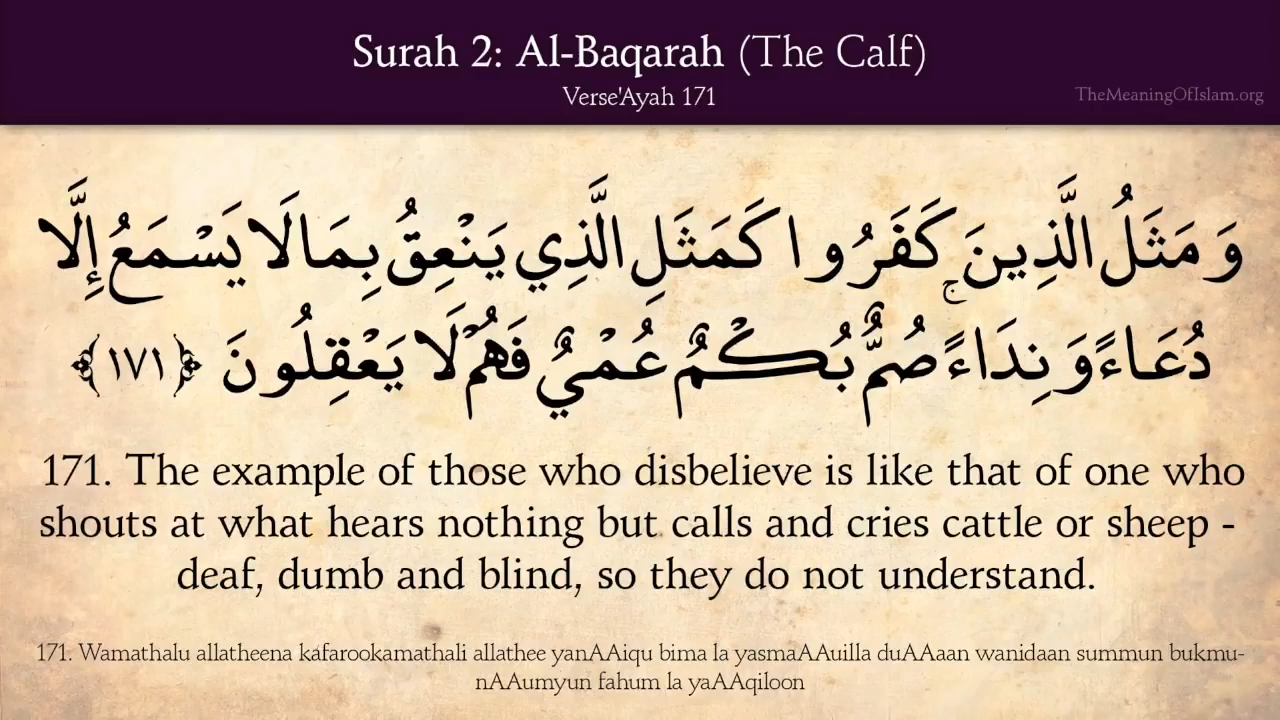 Surah 2: Al-Baqarah (The Calf)
Verse'Ayah 171
TheMeaningOfIslam.org
وَمَثَلُ الَّذِينَ كَفَرُوا كَمَثَلِ الَّذِي يَنْعِقُ بِمَا لَا يَسْمَعُ إِلَّا
دُعَاءً وَنِدَاءً ۚ صُمٌّ بُكْمٌ عُمْيٌ فَهُمْ لَا يَعْقِلُونَ ﴿١٧١﴾
171. The example of those who disbelieve is like that of one who
shouts at what hears nothing but calls and cries cattle or sheep -
deaf, dumb and blind, so they do not understand.
171. Wamathalu allatheena kafarookamathali allathee yanAAiqu bima la yasmaAAuilla duAAaan wanidaan summun bukmu-
nAAumyun fahum la yaAAqiloon